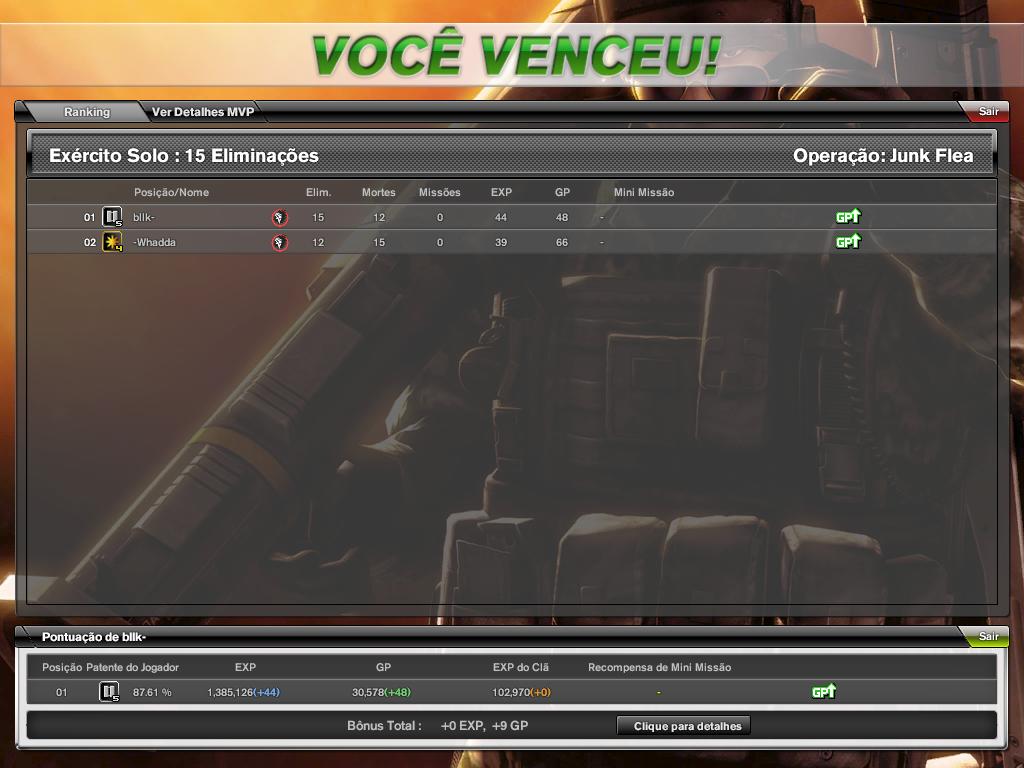 VOCÊ VENCEU!
Ranking Ver Detalhes MVP Sair
Exército Solo : 15 Eliminações Operação: Junk Flea
Posição/Nome Elim. Mortes Missões EXP GP Mini Missão
01 5 bllk- 15 12 0 44 48 - GP
02 4 -Whadda 12 15 0 39 66 - GP
Pontuação de bllk- Sair
Posição Patente do Jogador EXP GP EXP do Clã Recompensa de Mini Missão
01 5 87.61 % 1,385,126(+44) 30,578(+48) 102,970(+0) - GP
Bônus Total : +0 EXP, +9 GP Clique para detalhes